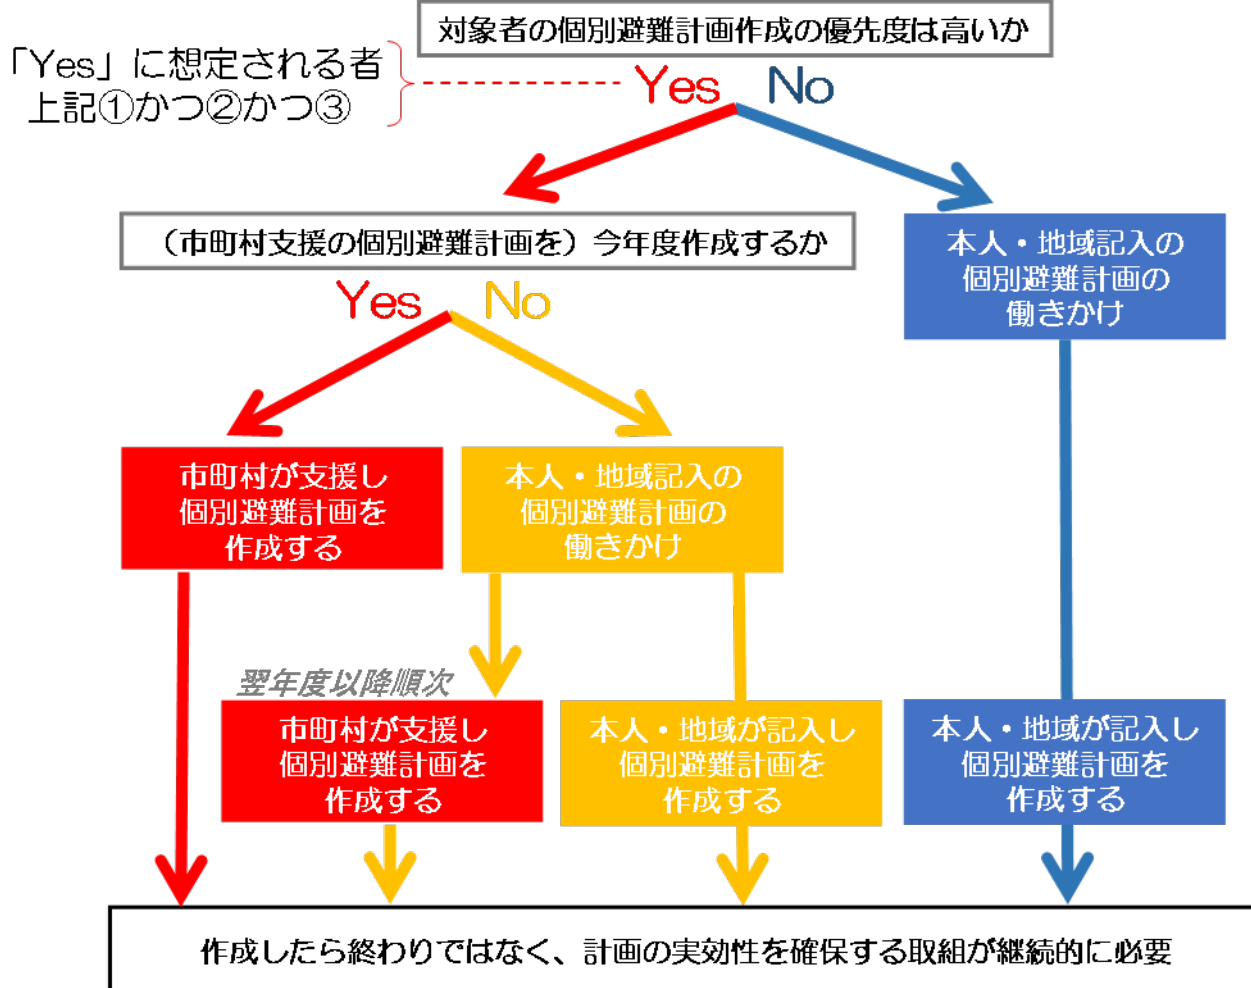 対象者の個別避難計画作成の優先度は高いか
「Yes」に想定される者
上記①かつ②かつ③
Yes No
（市町村支援の個別避難計画を）今年度作成するか
本人・地域記入の
個別避難計画の
働きかけ
Yes No
市町村が支援し
個別避難計画を
作成する
本人・地域記入の
個別避難計画の
働きかけ
翌年度以降順次
市町村が支援し
個別避難計画を
作成する
本人・地域が記入し
個別避難計画を
作成する
本人・地域が記入し
個別避難計画を
作成する
作成したら終わりではなく、計画の実効性を確保する取組が継続的に必要